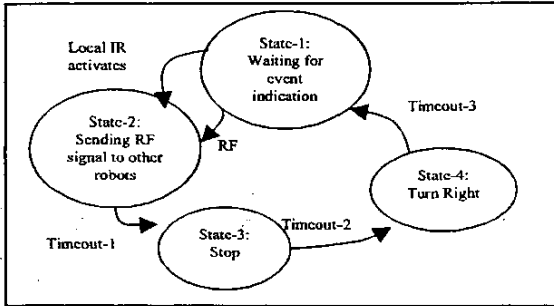 State-1:
Waiting for
event
indication
Local IR
activates
Timeout-3
State-2:
Sending RF
signal to other
robots
RF
State-4:
Turn Right
Timeout-1
State-3:
Stop
Timeout-2